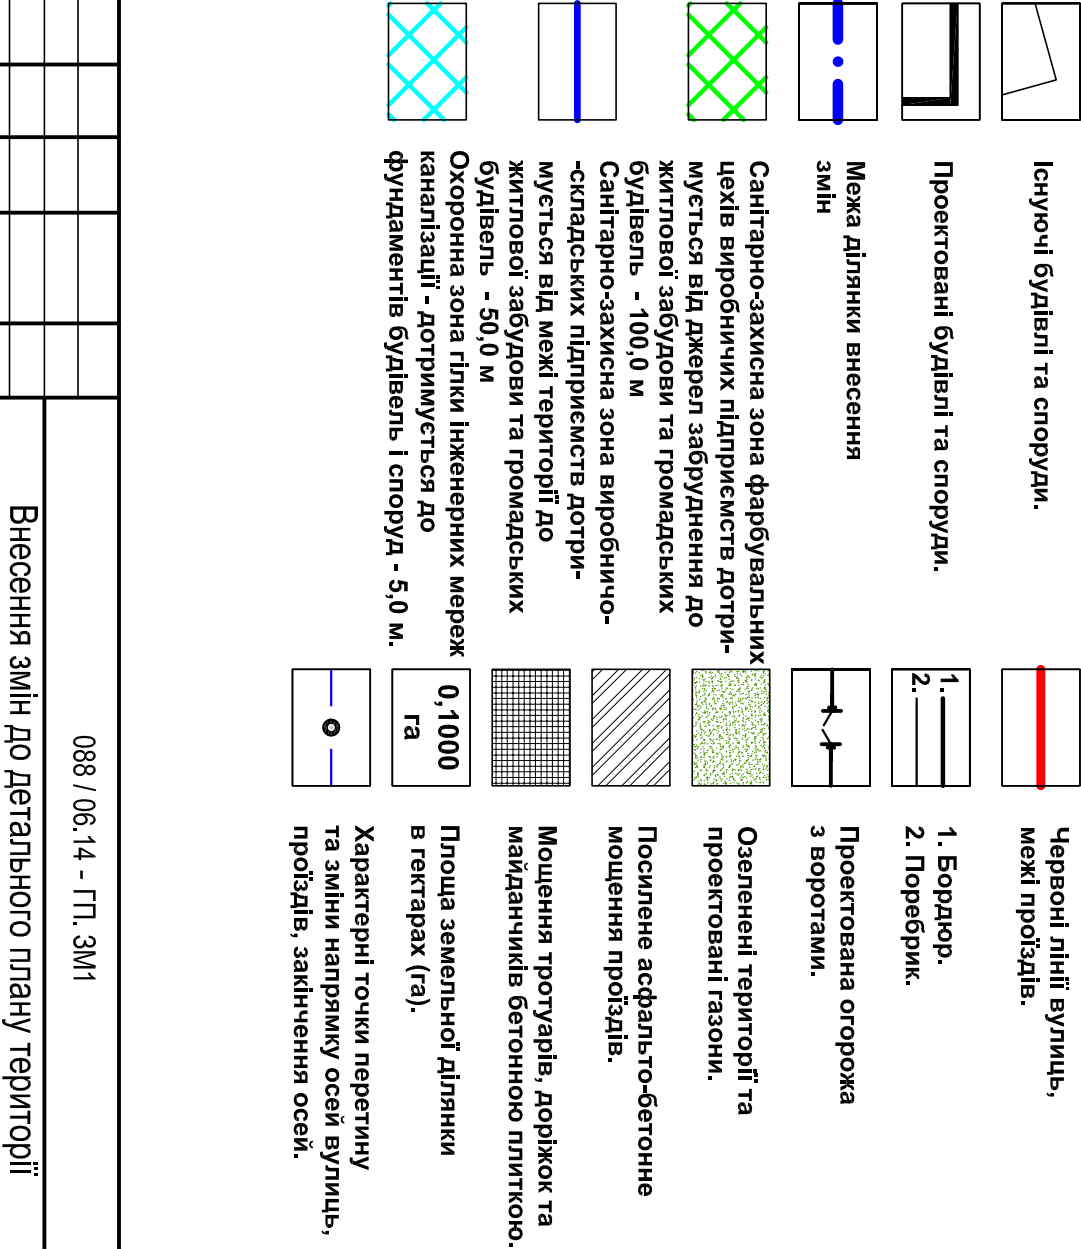 Існуючі будівлі та споруди.
Проектовані будівлі та споруди.
Межа ділянки внесення
змін
Санітарно-захисна зона фарбувальних
цехів виробничих підприємств дотри-
мується від джерел забруднення до
житлової забудови та громадських
будівель - 100,0 м
Санітарно-захисна зона виробничо-
-складських підприємств дотри-
мується від межі території до
житлової забудови та громадських
будівель - 50,0 м
Охоронна зона гілки інженерних мереж
каналізації - дотримується до
фундаментів будівель і споруд - 5,0 м.
Червоні лінії вулиць,
межі проїздів.
1.
2.
1. Бордюр.
2. Поребрик.
Проектована огорожа
з воротами.
Озеленені території та
проектовані газони.
Посилене асфальто-бетонне
мощення проїздів.
Мощення тротуарів, доріжок та
майданчиків бетонною плиткою.
0,1000
га
Площа земельної ділянки
в гектарах (га).
Характерні точки перетину
та зміни напрямку осей вулиць,
проїздів, закінчення осей.
088 / 06.14 - ГП. ЗМ1
Внесення змін до детального плану території